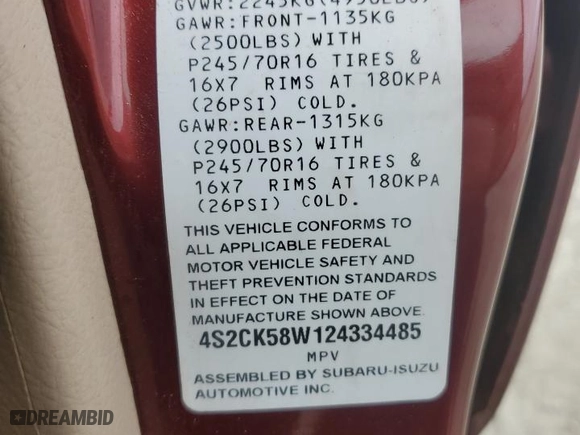 GVWR:2245KG(4950LBS)
GAWR:FRONT-1135KG
(2500LBS) WITH
P245/70R16 TIRES &
16X7 RIMS AT 180KPA
(26PSI) COLD.
GAWR:REAR-1315KG
(2900LBS) WITH
P245/70R16 TIRES &
16X7 RIMS AT 180KPA
(26PSI) COLD.
THIS VEHICLE CONFORMS TO
ALL APPLICABLE FEDERAL
MOTOR VEHICLE SAFETY AND
THEFT PREVENTION STANDARDS
IN EFFECT ON THE DATE OF
MANUFACTURE SHOWN ABOVE.
4S2CK58W124334485
MPV
ASSEMBLED BY SUBARU-ISUZU
AUTOMOTIVE INC.
DREAMBID